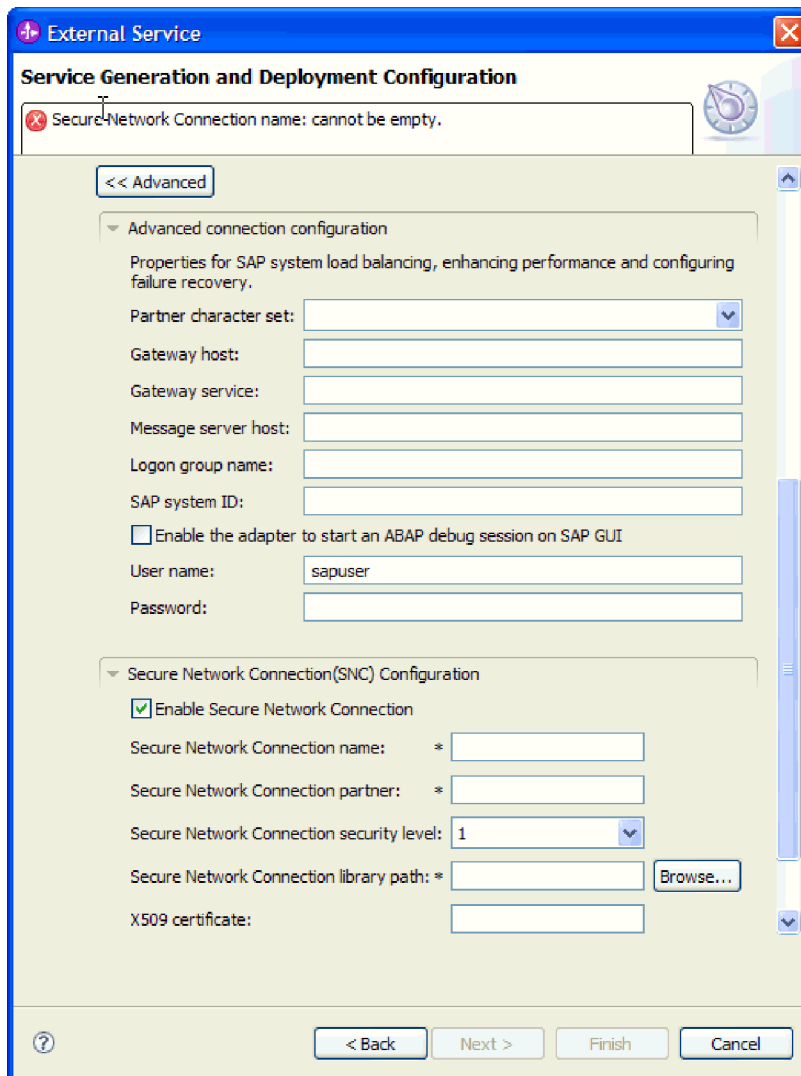 External Service
Service Generation and Deployment Configuration
Secure Network Connection name: cannot be empty.
<< Advanced
Advanced connection configuration
Properties for SAP system load balancing, enhancing performance and configuring
failure recovery.
Partner character set:
Gateway host:
Gateway service:
Message server host:
Logon group name:
SAP system ID:
Enable the adapter to start an ABAP debug session on SAP GUI
User name: sapuser
Password:
Secure Network Connection(SNC) Configuration
Enable Secure Network Connection
Secure Network Connection name: *
Secure Network Connection partner: *
Secure Network Connection security level: 1
Secure Network Connection library path: * Browse...
X509 certificate:
? < Back Next > Finish Cancel